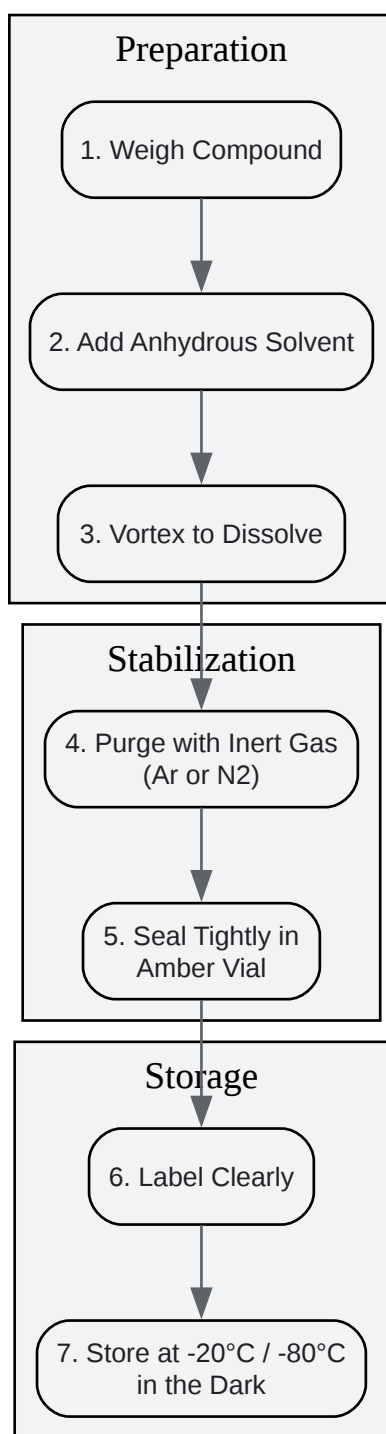 Preparation
1. Weigh Compound
2. Add Anhydrous Solvent
3. Vortex to Dissolve
Stabilization
4. Purge with Inert Gas
(Ar or N2)
5. Seal Tightly in
Amber Vial
Storage
6. Label Clearly
7. Store at -20°C / -80°C
in the Dark